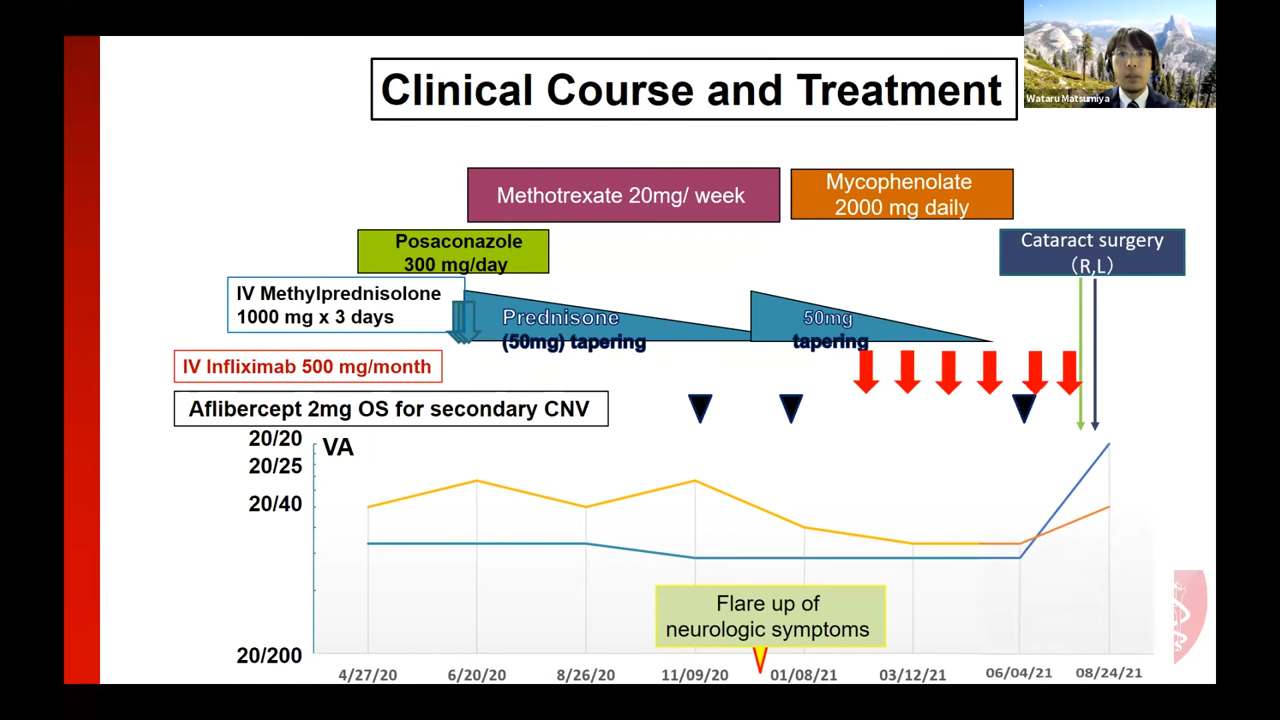 Clinical Course and Treatment
Wataru Matsumiya
Methotrexate 20mg/ week
Mycophenolate
2000 mg daily
Posaconazole
300 mg/day
Cataract surgery
（R,L）
IV Methylprednisolone
1000 mg x 3 days
Prednisone
(50mg) tapering
50mg
tapering
IV Infliximab 500 mg/month
Aflibercept 2mg OS for secondary CNV
VA
20/20
20/25
20/40
20/200
Flare up of
neurologic symptoms
4/27/20 6/20/20 8/26/20 11/09/20 01/08/21 03/12/21 06/04/21 08/24/21